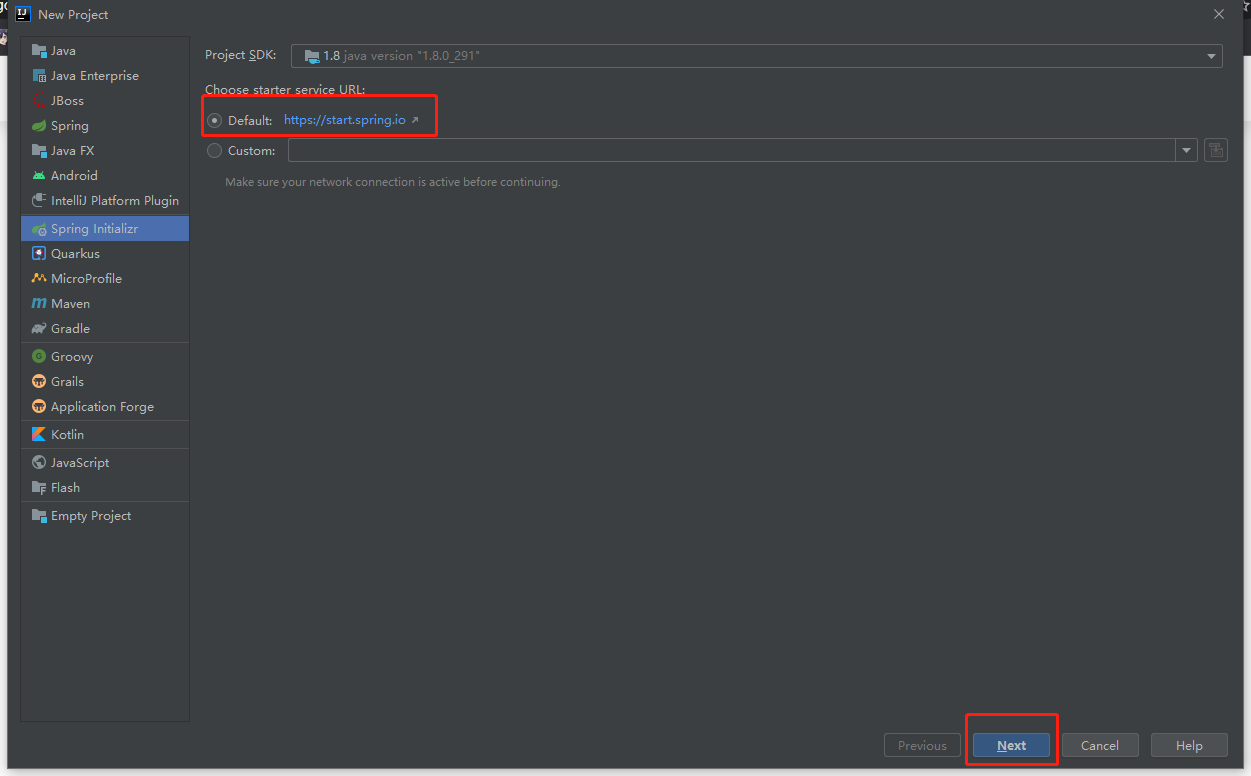 New Project
Java
Java Enterprise
JBoss
Spring
Java FX
Android
IntelliJ Platform Plugin
Spring Initializr
Quarkus
MicroProfile
Maven
Gradle
Groovy
Grails
Application Forge
Kotlin
JavaScript
Flash
Empty Project
Project SDK: 1.8 java version "1.8.0_291"
Choose starter service URL:
Default: https://start.spring.io
Custom:
Make sure your network connection is active before continuing.
Previous Next Cancel Help